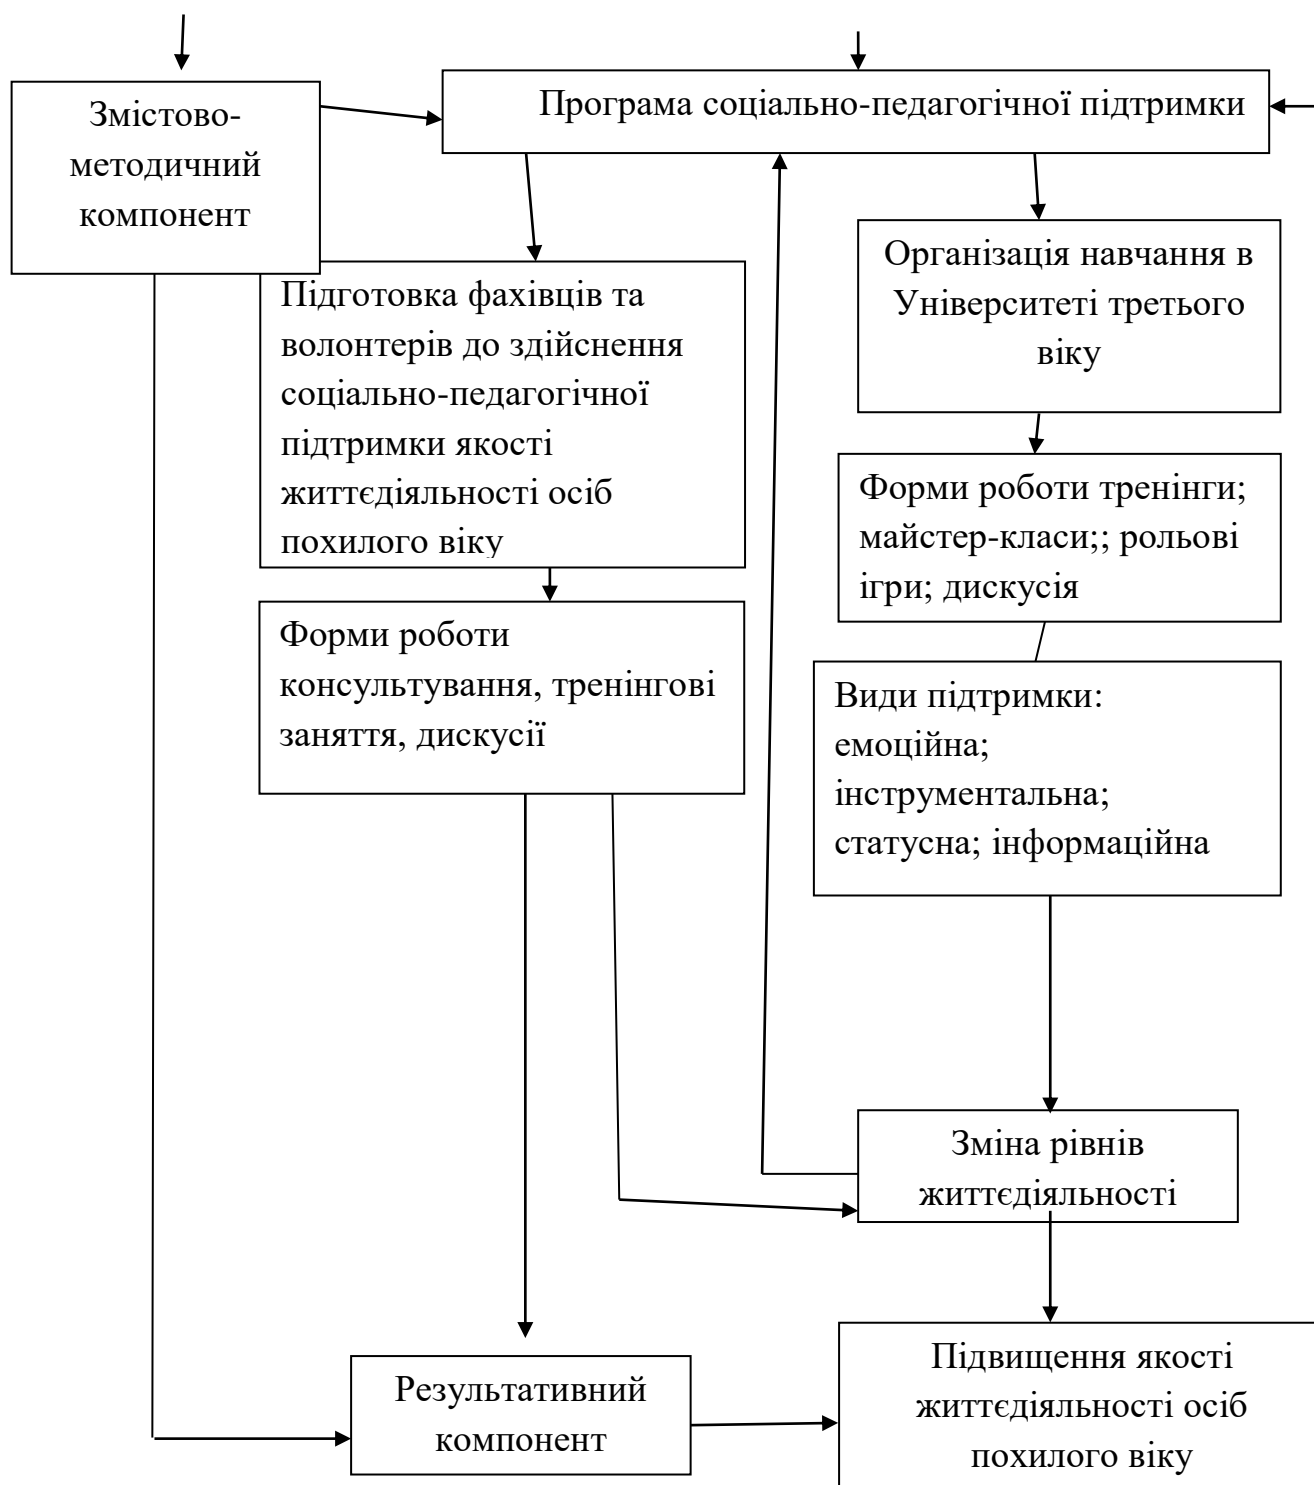 Змістово-
методичний
компонент
Програма соціально-педагогічної підтримки
Підготовка фахівців та
волонтерів до здійснення
соціально-педагогічної
підтримки якості
життєдіяльності осіб
похилого віку
Організація навчання в
Університеті третього
віку
Форми роботи тренінги;
майстер-класи;; рольові
ігри; дискусія
Форми роботи
консультування, тренінгові
заняття, дискусії
Види підтримки:
емоційна;
інструментальна;
статусна; інформаційна
Зміна рівнів
життєдіяльності
Результативний
компонент
Підвищення якості
життєдіяльності осіб
похилого віку